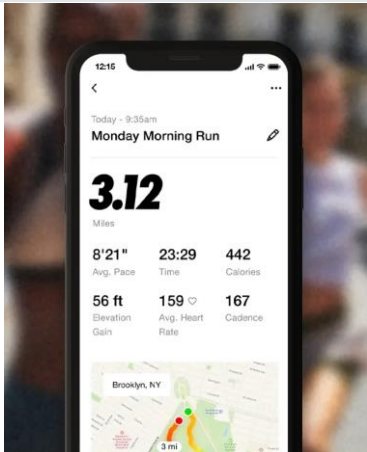 12:15
Today - 9:35am
Monday Morning Run
3.12
Miles
8'21" 23:29 442
Avg. Pace Time Calories
56 ft 159 167
Elevation Gain Avg. Heart Rate Cadence
Brooklyn, NY
3 mi